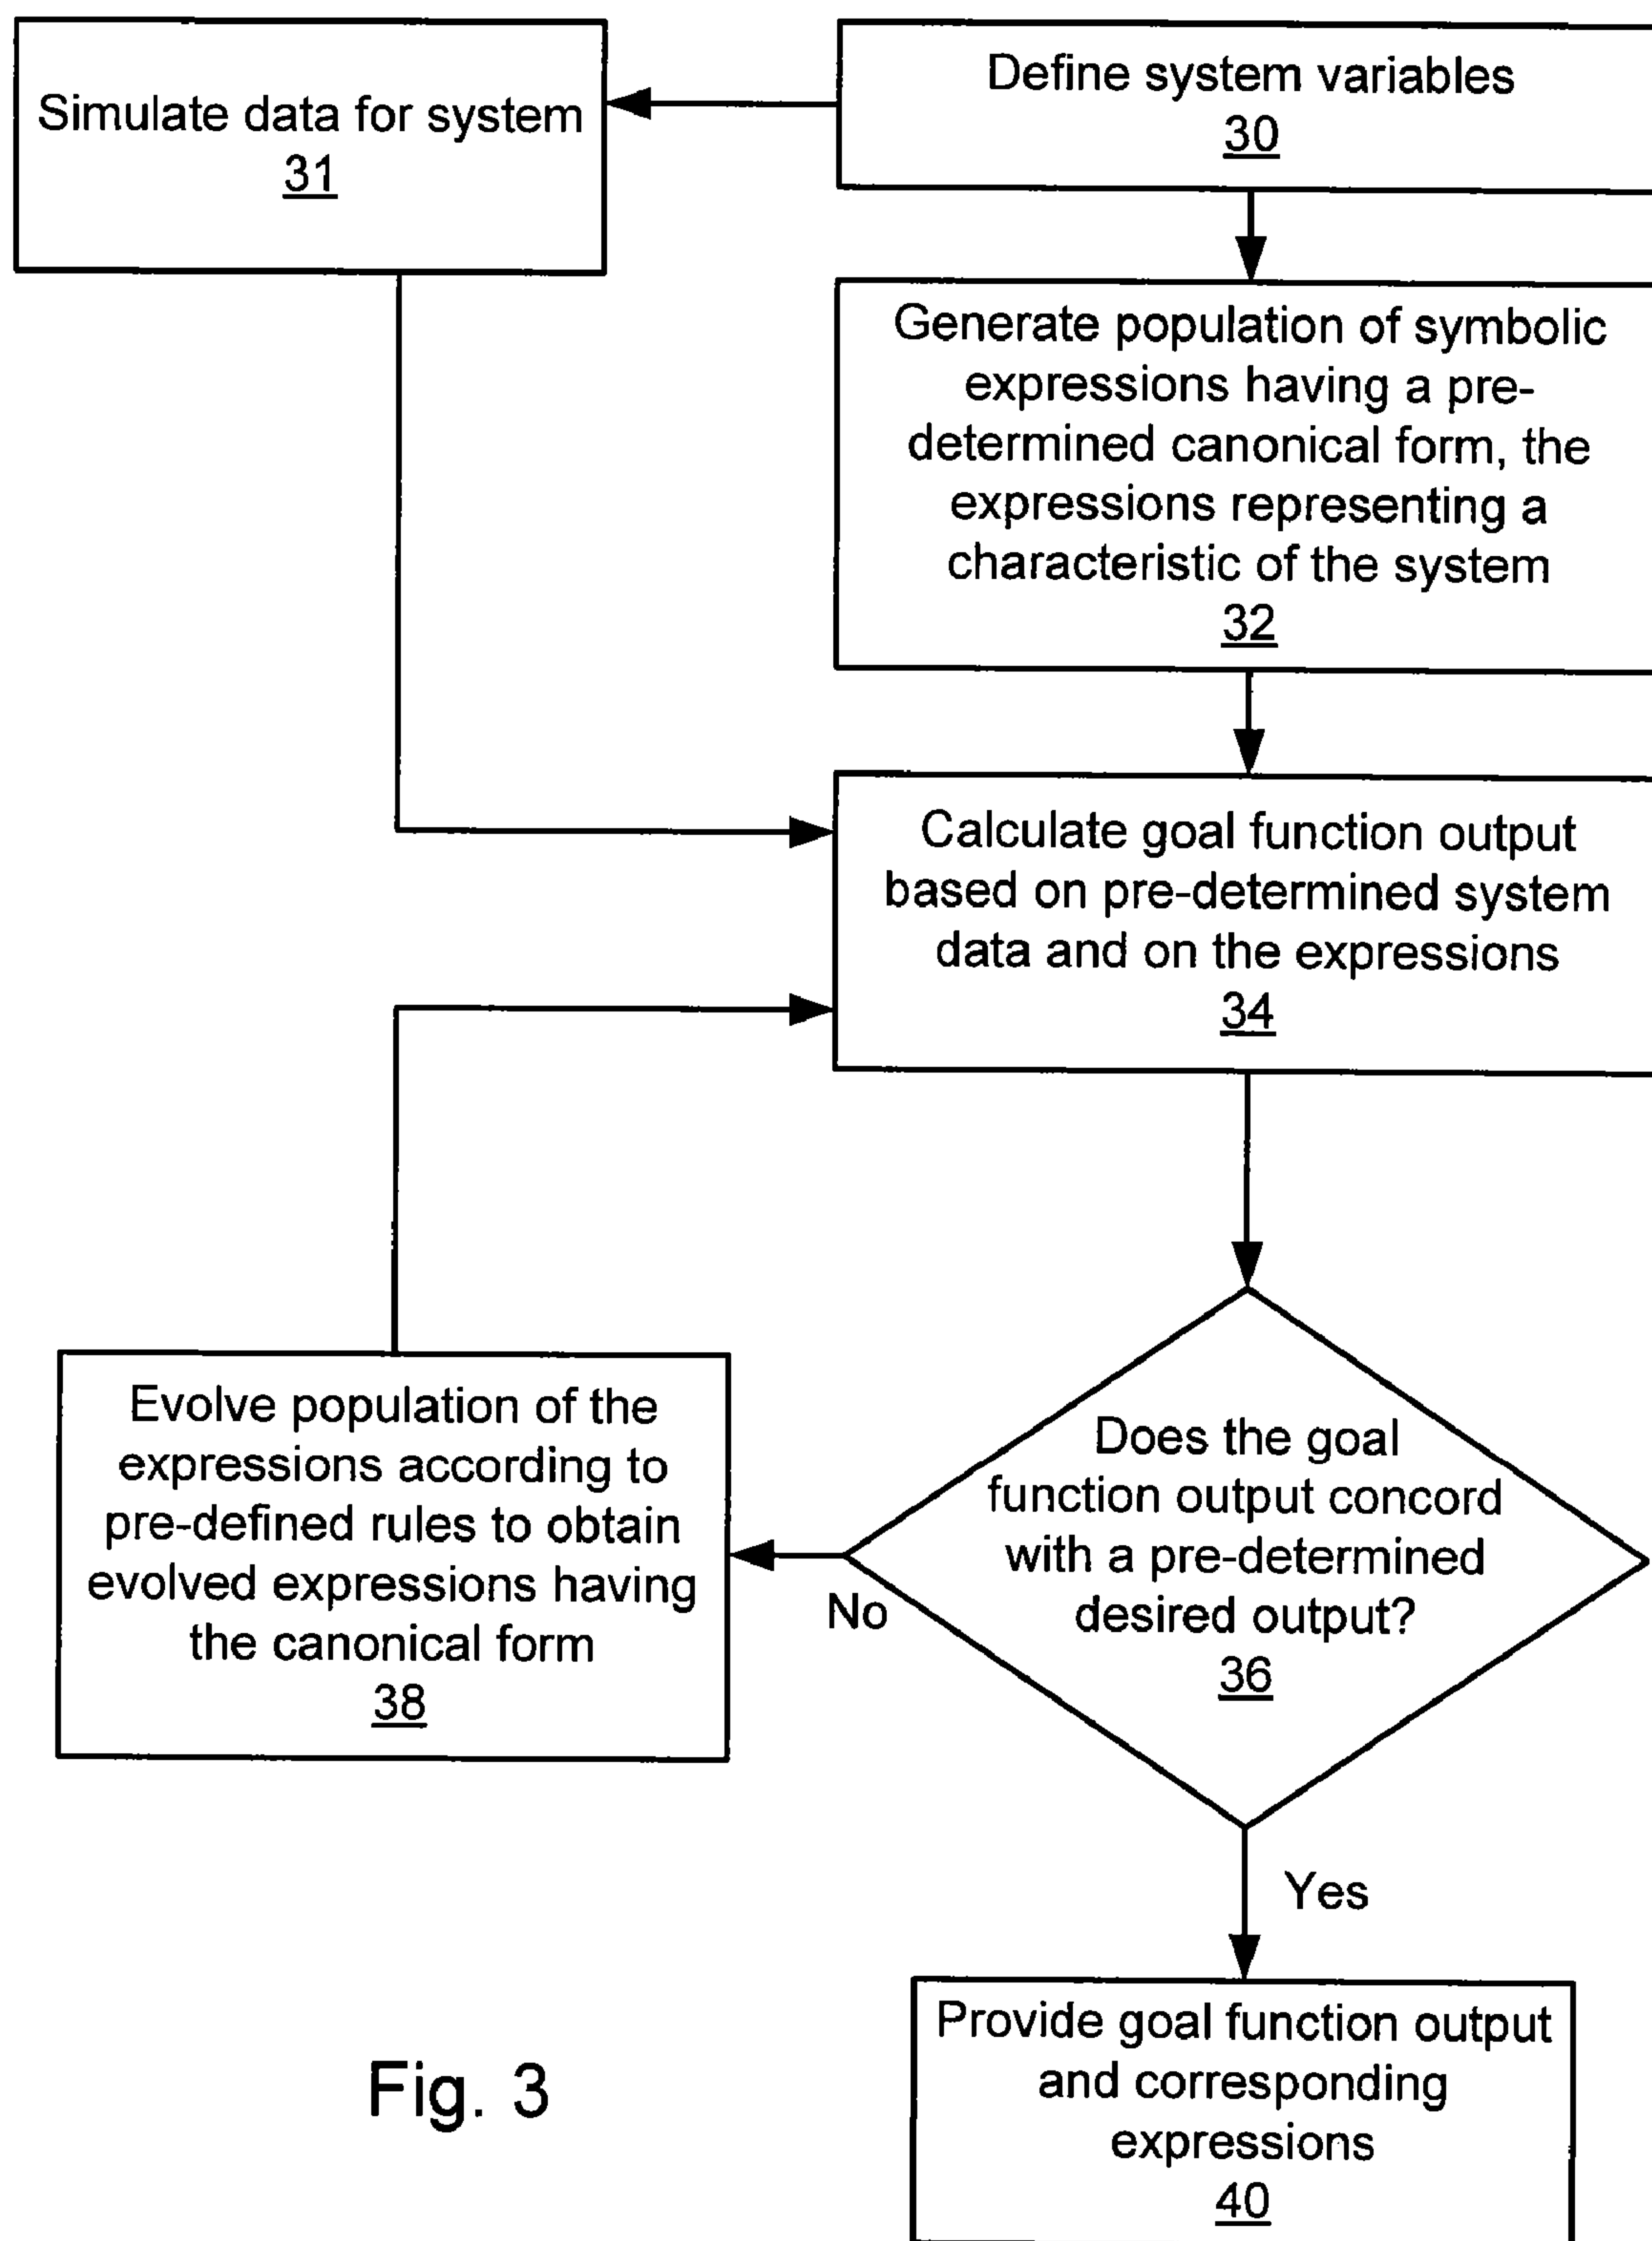 Define system variables
30
Simulate data for system
31
Generate population of symbolic
expressions having a pre-
determined canonical form, the
expressions representing a
characteristic of the system
32
Calculate goal function output
based on pre-determined system
data and on the expressions
34
Does the goal
function output concord
with a pre-determined
desired output?
36
No
Evolve population of the
expressions according to
pre-defined rules to obtain
evolved expressions having
the canonical form
38
Yes
Provide goal function output
and corresponding
expressions
40
Fig. 3